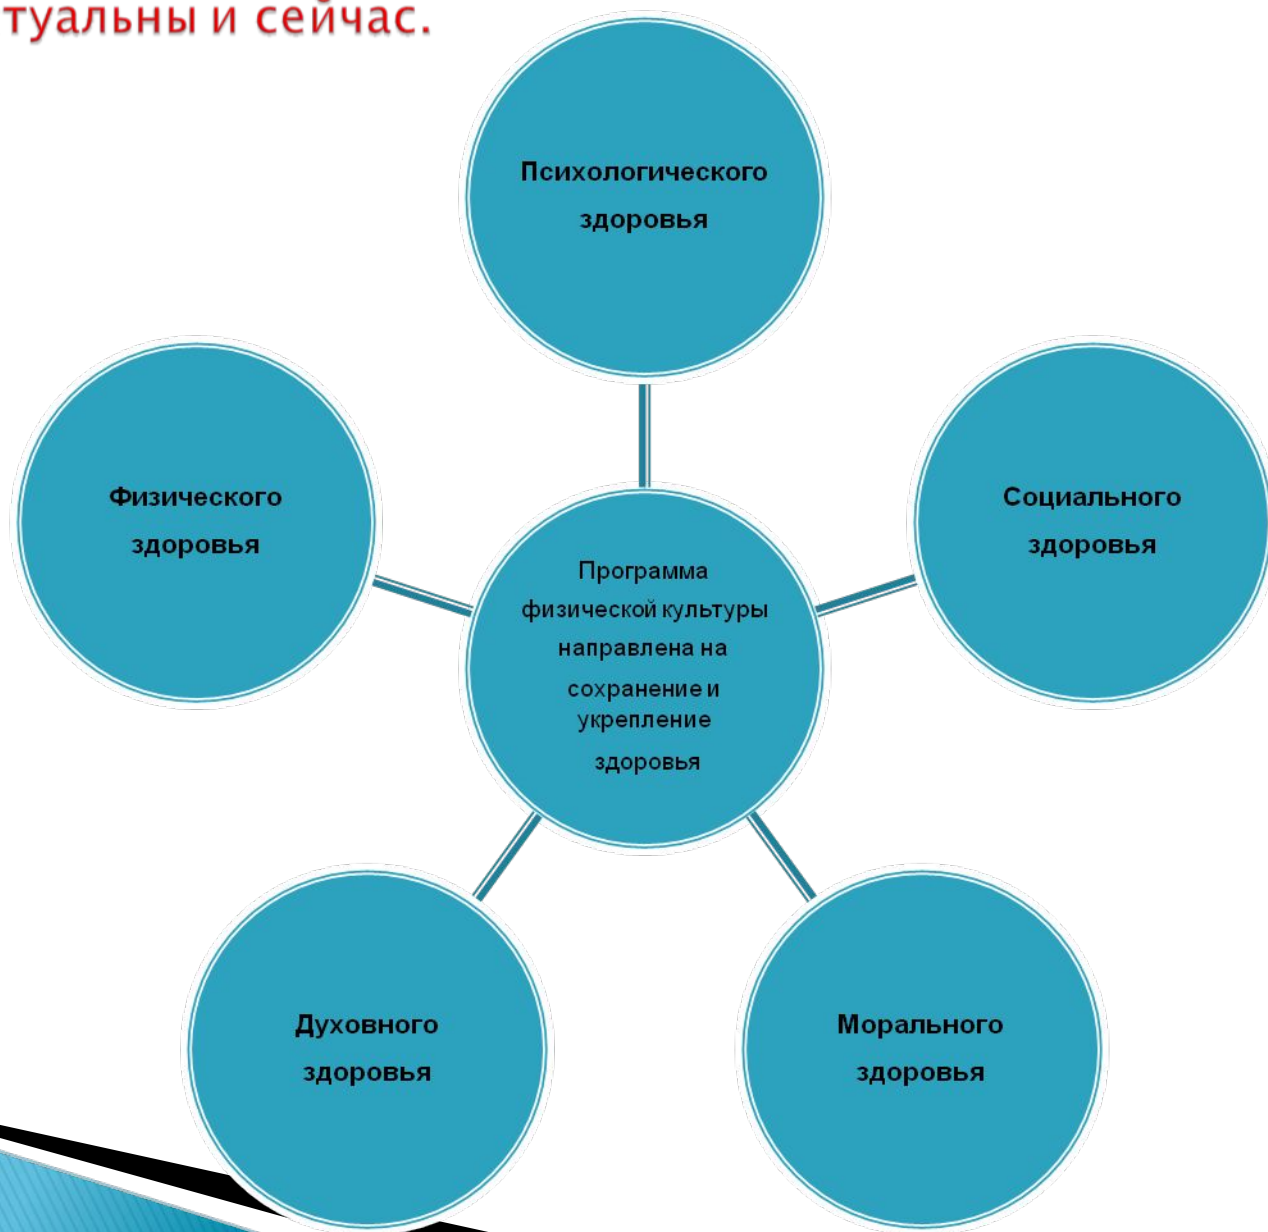 туальны и сейчас.
Психологического
здоровья
Физического
здоровья
Социального
здоровья
Программа
физической культуры
направлена на
сохранение и
укрепление
здоровья
Духовного
здоровья
Морального
здоровья